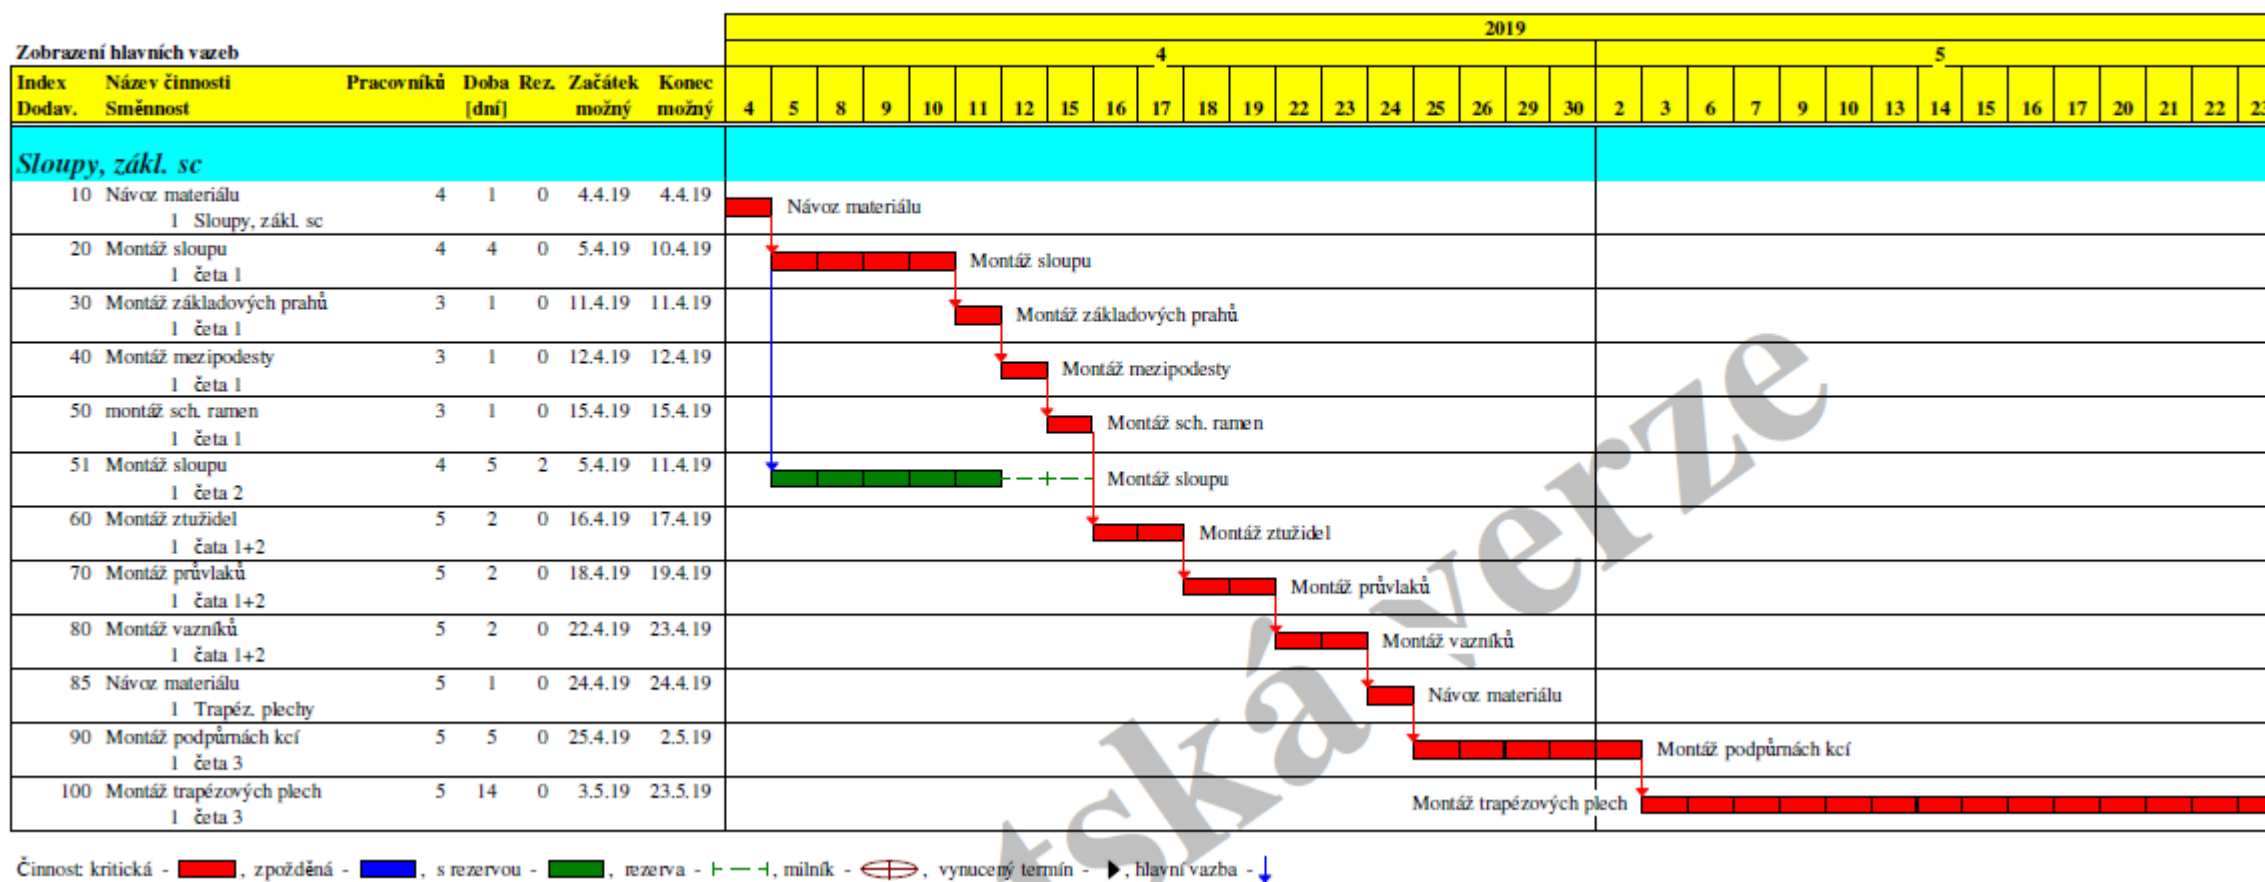 2019
Zobrazení hlavních vazeb 4 5
Index Název činnosti Pracovníků Doba Rez. Začátek Konec
Dodav. Směnnost [dní] možný možný 4 5 8 9 10 11 12 15 16 17 18 19 22 23 24 25 26 29 30 2 3 6 7 9 10 13 14 15 16 17 20 21 22 23
Sloupy, zákl. sc
10 Návoz materiálu 4 1 0 4.4.19 4.4.19 Návoz materiálu
1 Sloupy, zákl. sc
20 Montáž sloupu 4 4 0 5.4.19 10.4.19 Montáž sloupu
1 četa 1
30 Montáž základových prahů 3 1 0 11.4.19 11.4.19 Montáž základových prahů
1 četa 1
40 Montáž mezipodesty 3 1 0 12.4.19 12.4.19 Montáž mezipodesty
1 četa 1
50 montáž sch. ramen 3 1 0 15.4.19 15.4.19 Montáž sch. ramen
1 četa 1
51 Montáž sloupu 4 5 2 5.4.19 11.4.19 Montáž sloupu
1 četa 2
60 Montáž ztužidel 5 2 0 16.4.19 17.4.19 Montáž ztužidel
1 čata 1+2
70 Montáž průvlaků 5 2 0 18.4.19 19.4.19 Montáž průvlaků
1 čata 1+2
80 Montáž vazníků 5 2 0 22.4.19 23.4.19 Montáž vazníků
1 čata 1+2
85 Návoz materiálu 5 1 0 24.4.19 24.4.19 Návoz materiálu
1 Trapéz. plechy
90 Montáž podpůrnách kcí 5 5 0 25.4.19 2.5.19 Montáž podpůrnách kcí
1 četa 3
100 Montáž trapézových plech 5 14 0 3.5.19 23.5.19 Montáž trapézových plech
1 četa 3
Činnost: kritická - , zpožděná - , s rezervou - , rezerva - , milník - , vynucený termín - , hlavní vazba -
tská verze